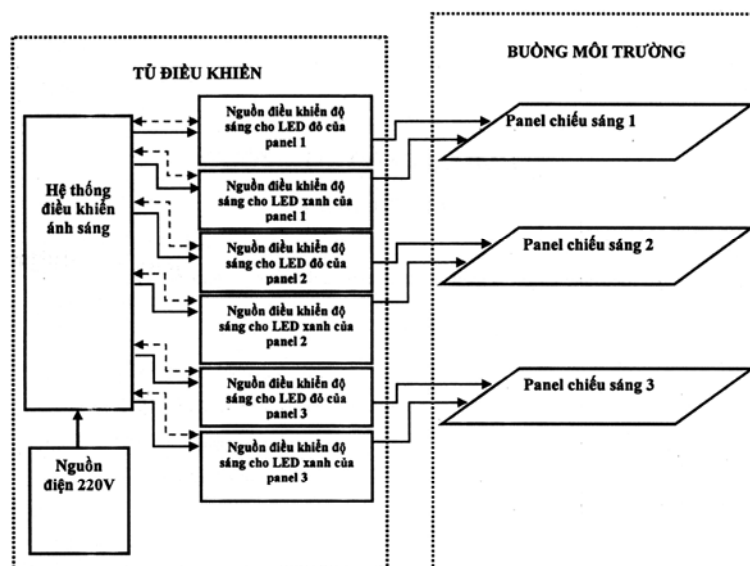 TỦ ĐIỀU KHIỂN
BUỒNG MÔI TRƯỜNG
Hệ thống
điều khiển
ánh sáng
Nguồn
điện 220V
Nguồn điều khiển độ
sáng cho LED đỏ của
panel 1
Nguồn điều khiển độ
sáng cho LED xanh của
panel 1
Nguồn điều khiển độ
sáng cho LED đỏ của
panel 2
Nguồn điều khiển độ
sáng cho LED xanh của
panel 2
Nguồn điều khiển độ
sáng cho LED đỏ của
panel 3
Nguồn điều khiển độ
sáng cho LED xanh của
panel 3
Panel chiếu sáng 1
Panel chiếu sáng 2
Panel chiếu sáng 3